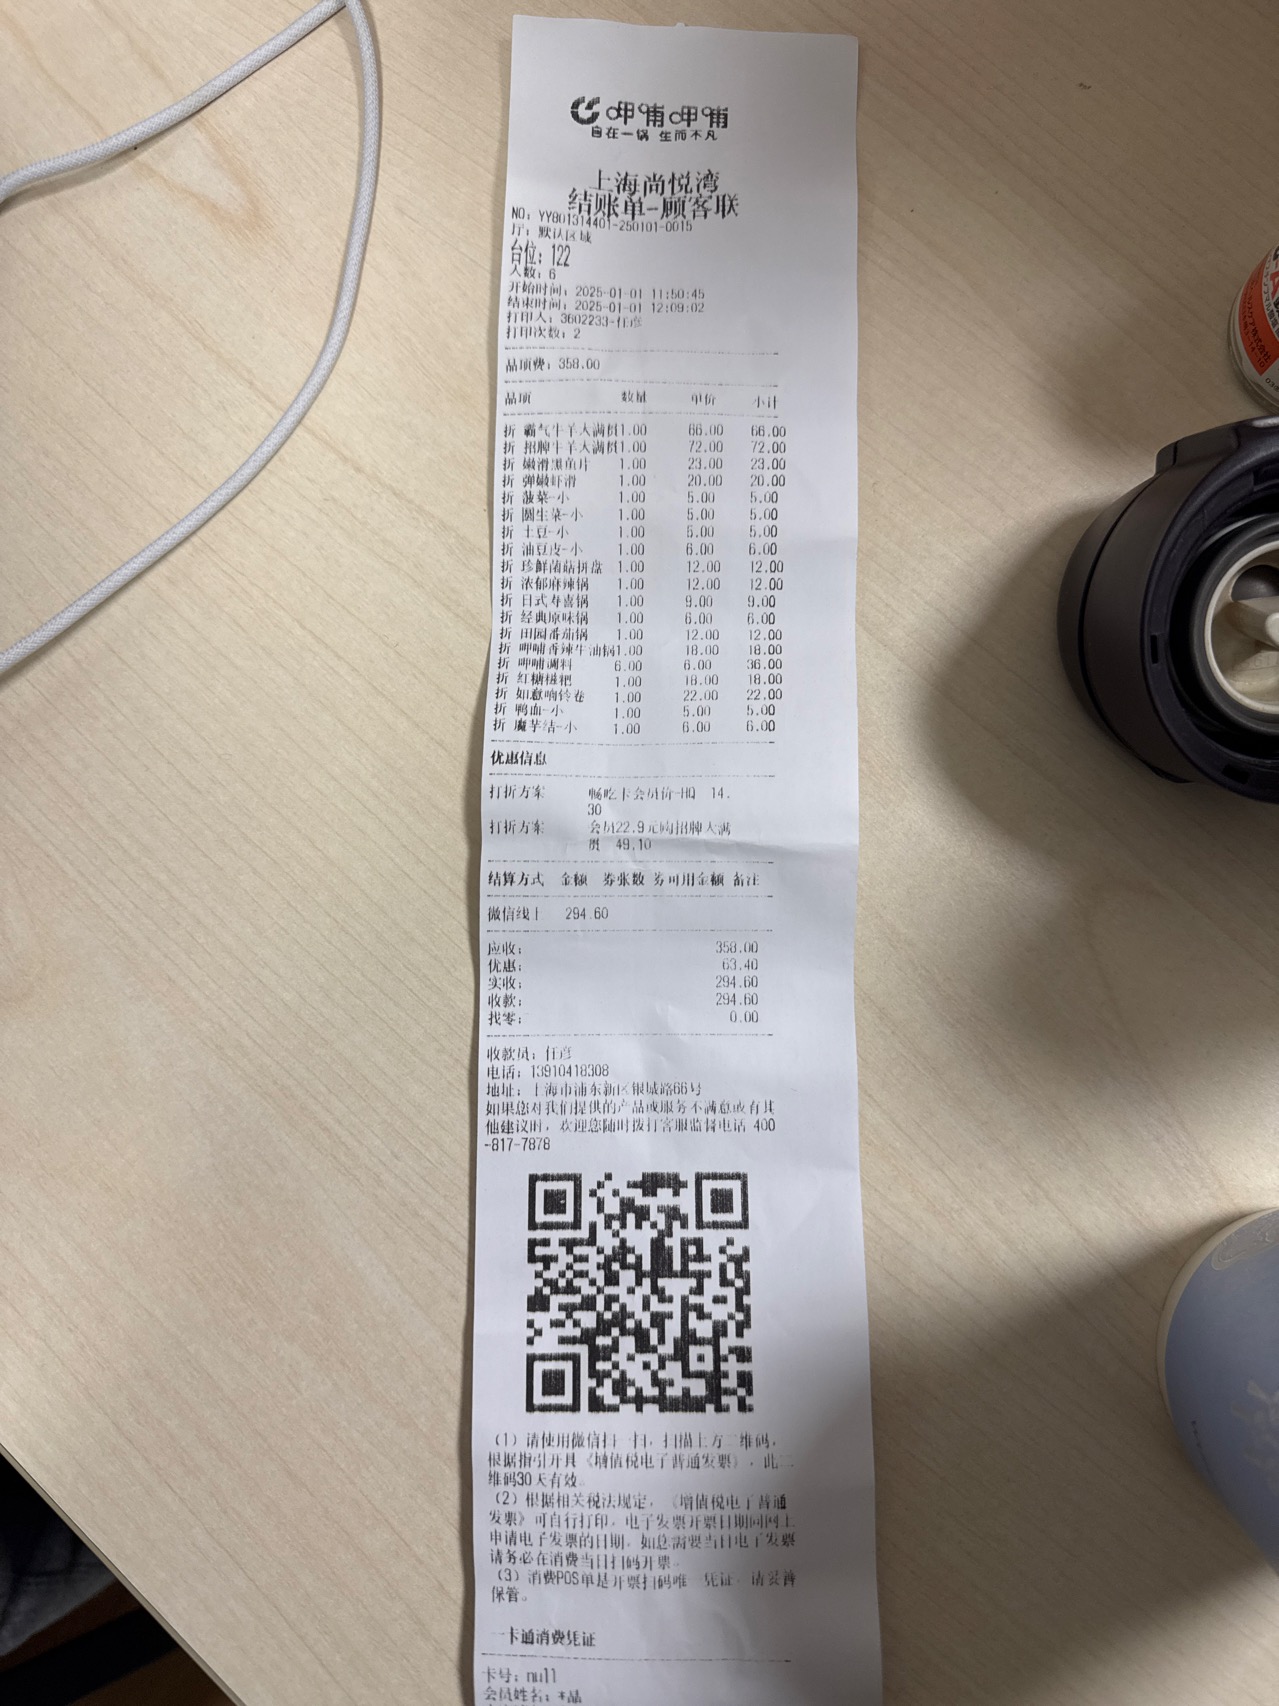 呷哺呷哺
自在一锅 生而不凡
上海尚悦湾
结账单-顾客联
NO: YY801314401-250101-0015
厅: 默认区域
台位: 122
人数: 6
开始时间: 2025-01-01 11:50:45
结束时间: 2025-01-01 12:09:02
打印人: 3602233-任彦
打印次数: 2
品项费: 358.00
品项 数量 单价 小计
折 霸气牛羊大满贯1.00 66.00 66.00
折 招牌牛羊大满贯1.00 72.00 72.00
折 嫩滑黑鱼片 1.00 23.00 23.00
折 弹嫩虾滑 1.00 20.00 20.00
折 菠菜-小 1.00 5.00 5.00
折 圆生菜-小 1.00 5.00 5.00
折 土豆-小 1.00 5.00 5.00
折 油豆皮-小 1.00 6.00 6.00
折 珍鲜菌菇拼盘 1.00 12.00 12.00
折 浓郁麻辣锅 1.00 12.00 12.00
折 日式寿喜锅 1.00 9.00 9.00
折 经典原味锅 1.00 6.00 6.00
折 田园番茄锅 1.00 12.00 12.00
折 呷哺香辣牛油锅1.00 18.00 18.00
折 呷哺调料 6.00 6.00 36.00
折 红糖糍粑 1.00 18.00 18.00
折 如意响铃卷 1.00 22.00 22.00
折 鸭血-小 1.00 5.00 5.00
折 魔芋结-小 1.00 6.00 6.00
优惠信息
打折方案 畅吃卡会员价-HQ 14.
30
打折方案 会员22.9元购招牌大满
贯 49.10
结算方式 金额 券张数 券可用金额 备注
微信线上 294.60
应收: 358.00
优惠: 63.40
实收: 294.60
收款: 294.60
找零: 0.00
收款员: 任彦
电话: 13910418308
地址: 上海市浦东新区银城路66号
如果您对我们提供的产品或服务不满意或有其
他建议时, 欢迎您随时拨打客服监督电话 400
-817-7878
(1) 请使用微信扫一扫, 扫描上方二维码,
根据指引开具《增值税电子普通发票》, 此二
维码30天有效。
(2) 根据相关税法规定, 《增值税电子普通
发票》可自行打印, 电子发票开票日期同网上
申请电子发票的日期。如您需要当日电子发票
请务必在消费当日扫码开票。
(3) 消费POS单是开票扫码唯一凭证, 请妥善
保管。
一卡通消费凭证
卡号: null
会员姓名: *晶